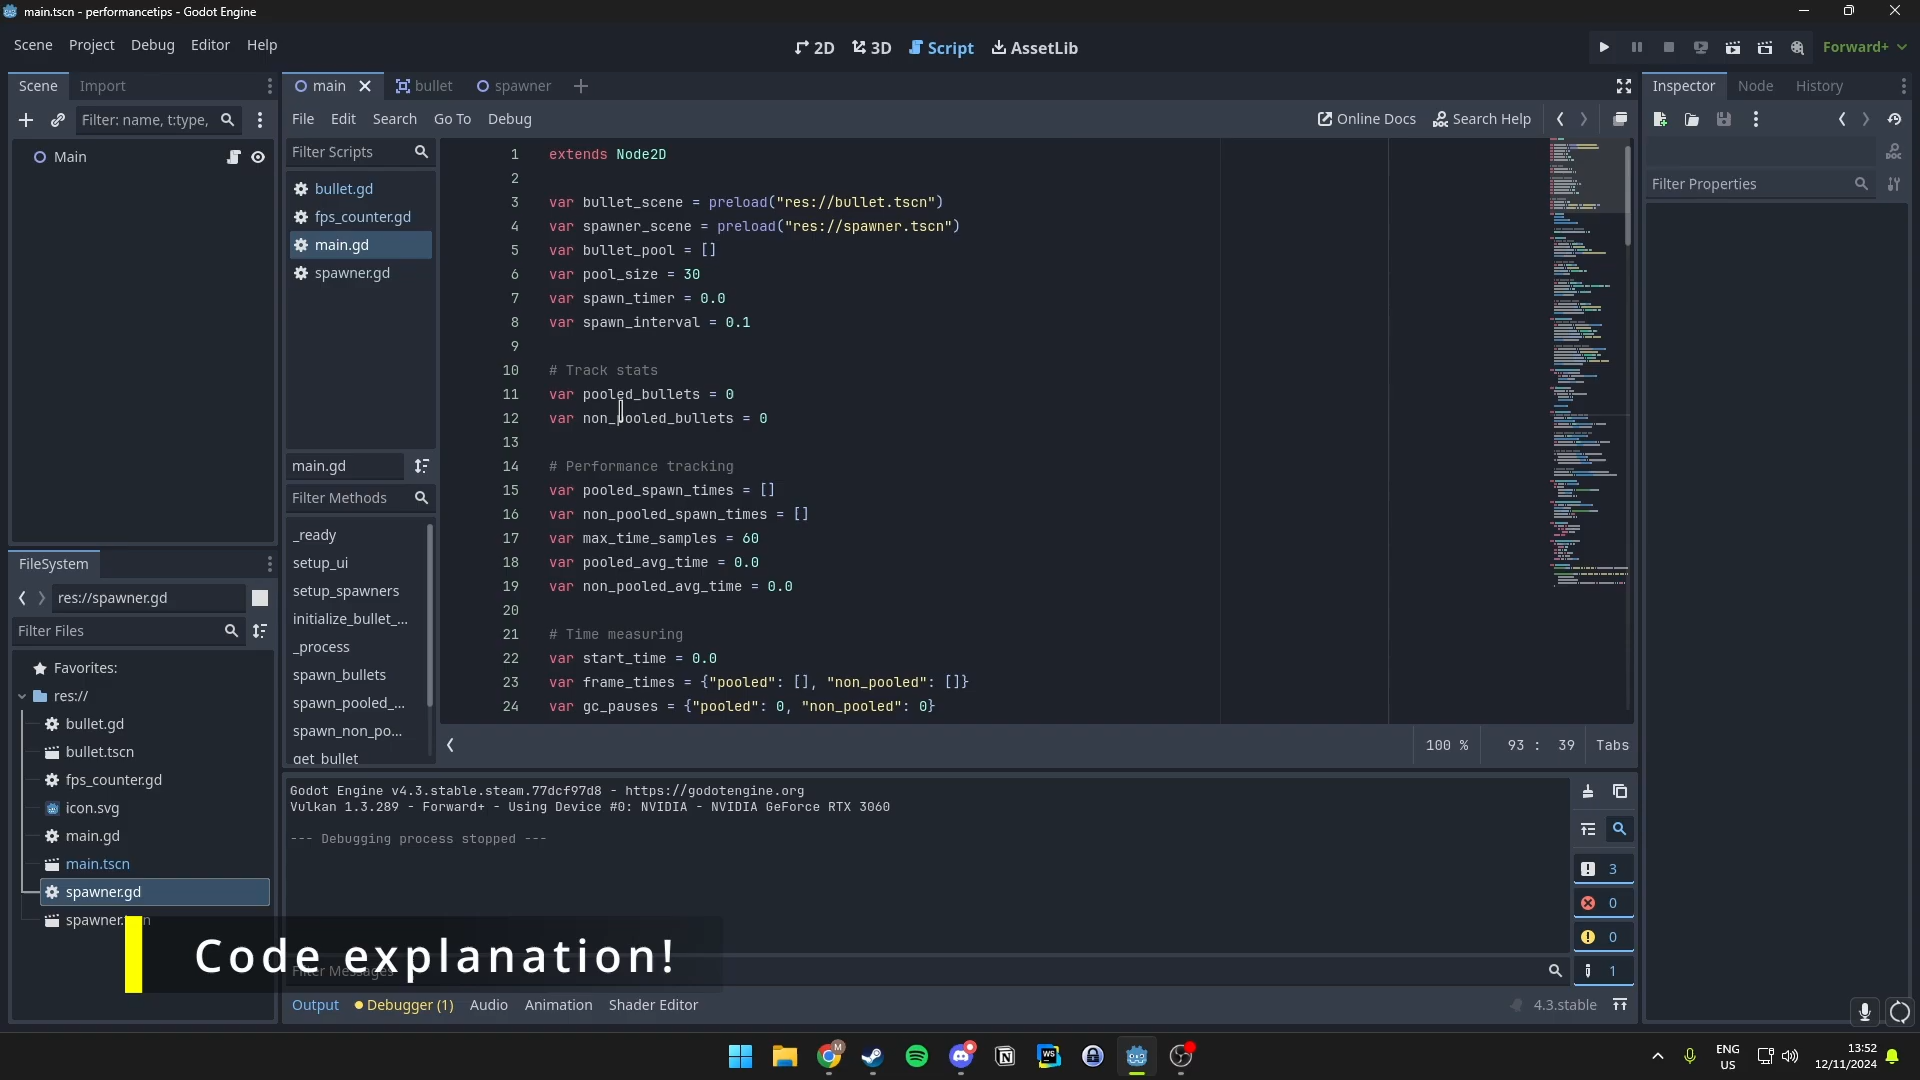 main.tscn - performancetips - Godot Engine
Scene Project Debug Editor Help
2D 3D Script AssetLib
Forward+
Scene Import
main bullet spawner
Inspector Node History
Filter: name, t:type,
File Edit Search Go To Debug
Online Docs Search Help
Main
Filter Scripts
bullet.gd
fps_counter.gd
main.gd
spawner.gd
main.gd
Filter Methods
_ready
setup_ui
setup_spawners
initialize_bullet_...
_process
spawn_bullets
spawn_pooled_...
spawn_non_po...
get_bullet
1 extends Node2D
2
3 var bullet_scene = preload("res://bullet.tscn")
4 var spawner_scene = preload("res://spawner.tscn")
5 var bullet_pool = []
6 var pool_size = 30
7 var spawn_timer = 0.0
8 var spawn_interval = 0.1
9
10 # Track stats
11 var pooled_bullets = 0
12 var non_pooled_bullets = 0
13
14 # Performance tracking
15 var pooled_spawn_times = []
16 var non_pooled_spawn_times = []
17 var max_time_samples = 60
18 var pooled_avg_time = 0.0
19 var non_pooled_avg_time = 0.0
20
21 # Time measuring
22 var start_time = 0.0
23 var frame_times = {"pooled": [], "non_pooled": []}
24 var gc_pauses = {"pooled": 0, "non_pooled": 0}
100 % 93 : 39 Tabs
DOC
Filter Properties
FileSystem
res://spawner.gd
Filter Files
Favorites:
res://
bullet.gd
bullet.tscn
fps_counter.gd
icon.svg
main.gd
main.tscn
spawner.gd
Godot Engine v4.3.stable.steam.77dcf97d8 - https://godotengine.org
Vulkan 1.3.289 - Forward+ - Using Device #0: NVIDIA - NVIDIA GeForce RTX 3060
--- Debugging process stopped ---
3
0
0
1
Code explanation!
Filter Messages
Output Debugger (1) Audio Animation Shader Editor
4.3.stable
M
WS
ENG
US
13:52
12/11/2024